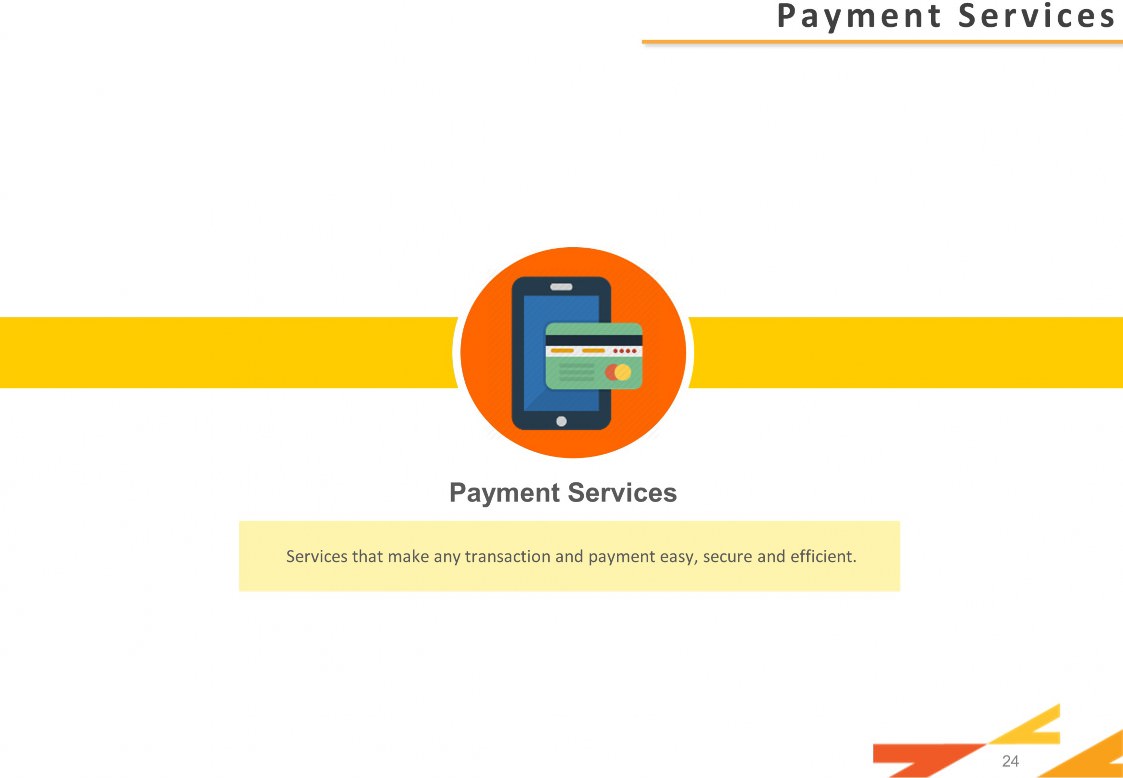 Payment Services
Payment Services
Services that make any transaction and payment easy, secure and efficient.
24